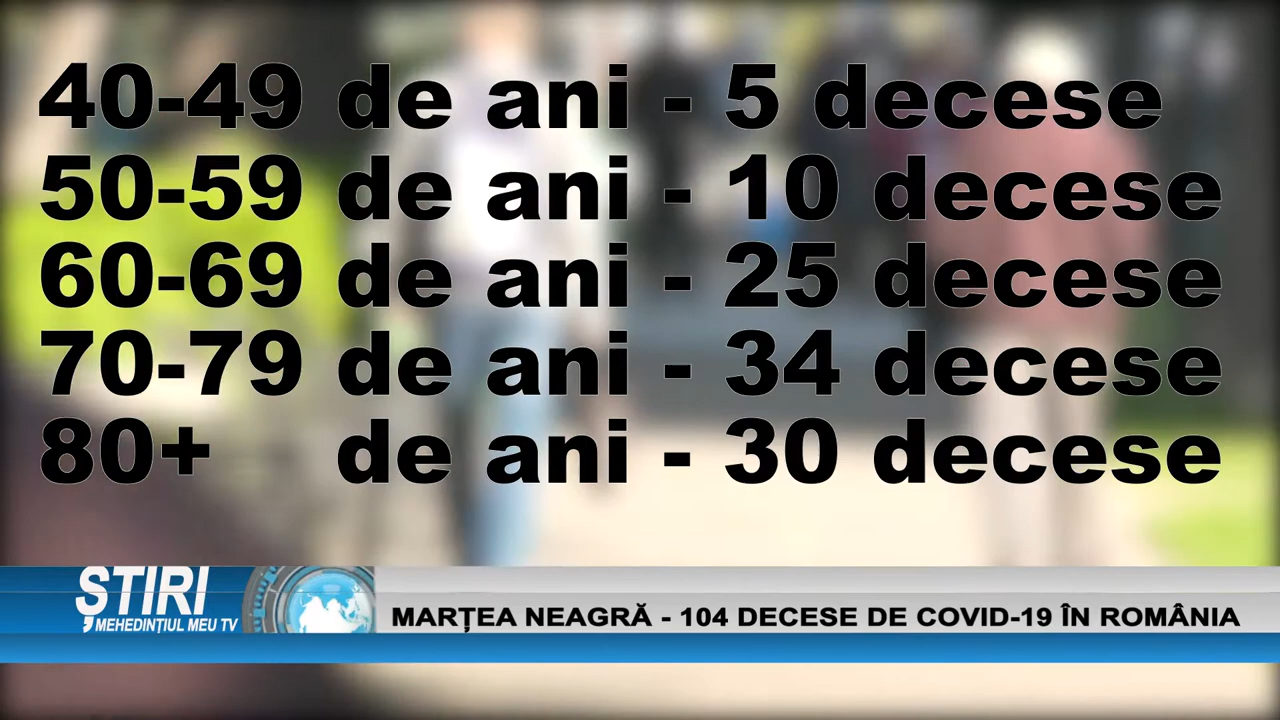 40-49 de ani - 5 decese
50-59 de ani - 10 decese
60-69 de ani - 25 decese
70-79 de ani - 34 decese
80+ de ani - 30 decese
ȘTIRI
MEHEDINȚIUL MEU TV
MARȚEA NEAGRĂ - 104 DECESE DE COVID-19 ÎN ROMÂNIA